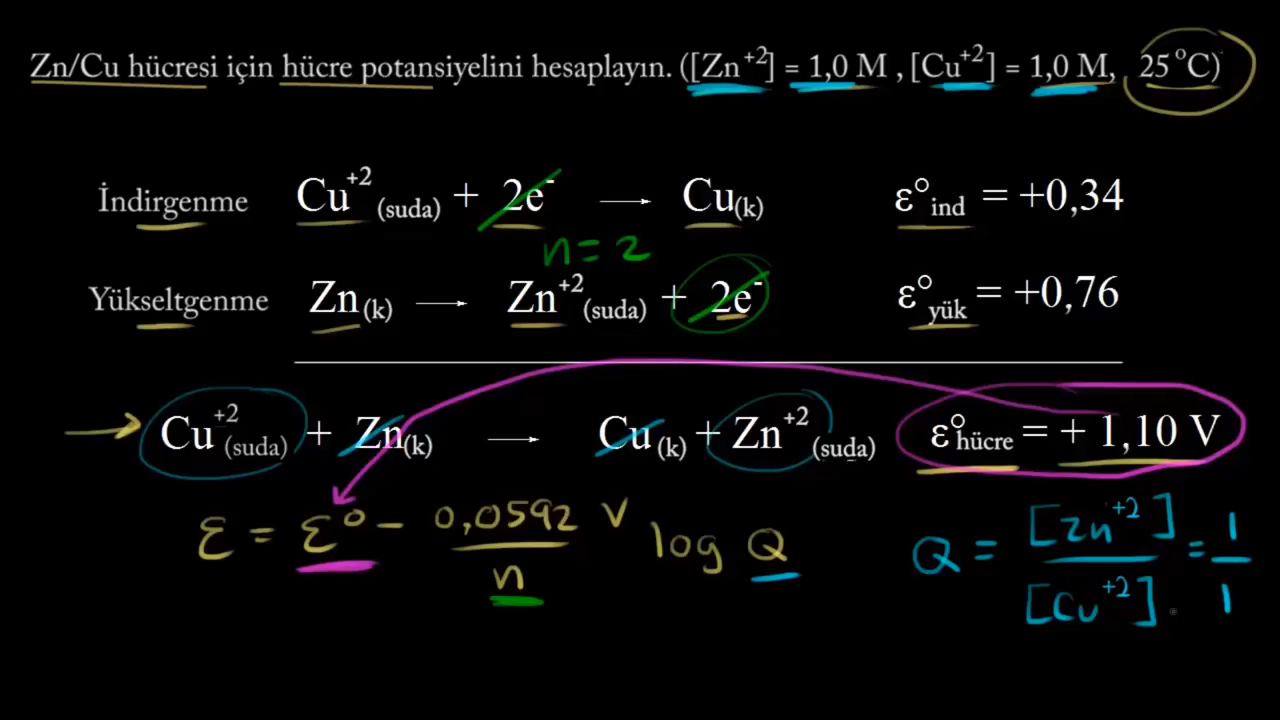 Zn/Cu hücresi için hücre potansiyelini hesaplayın. ([Zn⁺²] = 1,0 M , [Cu⁺²] = 1,0 M, 25 °C)
İndirgenme Cu⁺²(suda) + 2e⁻ → Cu(k) ε°ind = +0,34
n = 2
Yükseltgenme Zn(k) → Zn⁺²(suda) + 2e⁻ ε°yük = +0,76
Cu⁺²(suda) + Zn(k) → Cu(k) + Zn⁺²(suda) ε°hücre = + 1,10 V
ε = ε° - 0,0592 V / n log Q
Q = [Zn⁺²] / [Cu⁺²] = 1 / 1